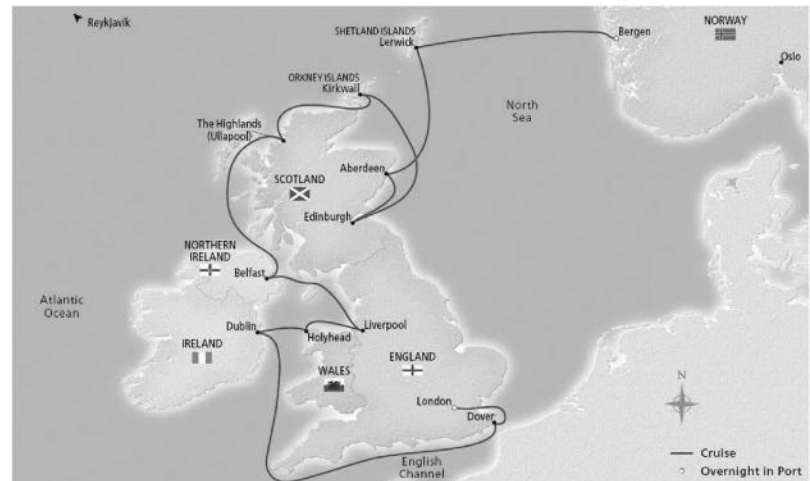 Reykjavík
SHETLAND ISLANDS
Lerwick
Bergen
NORWAY
Oslo
ORKNEY ISLANDS
Kirkwall
North
Sea
The Highlands
(Ullapool)
Aberdeen
SCOTLAND
Edinburgh
NORTHERN
IRELAND
Belfast
Atlantic
Ocean
Dublin
Holyhead
Liverpool
IRELAND
WALES
ENGLAND
London
Dover
English
Channel
N
Cruise
Overnight in Port